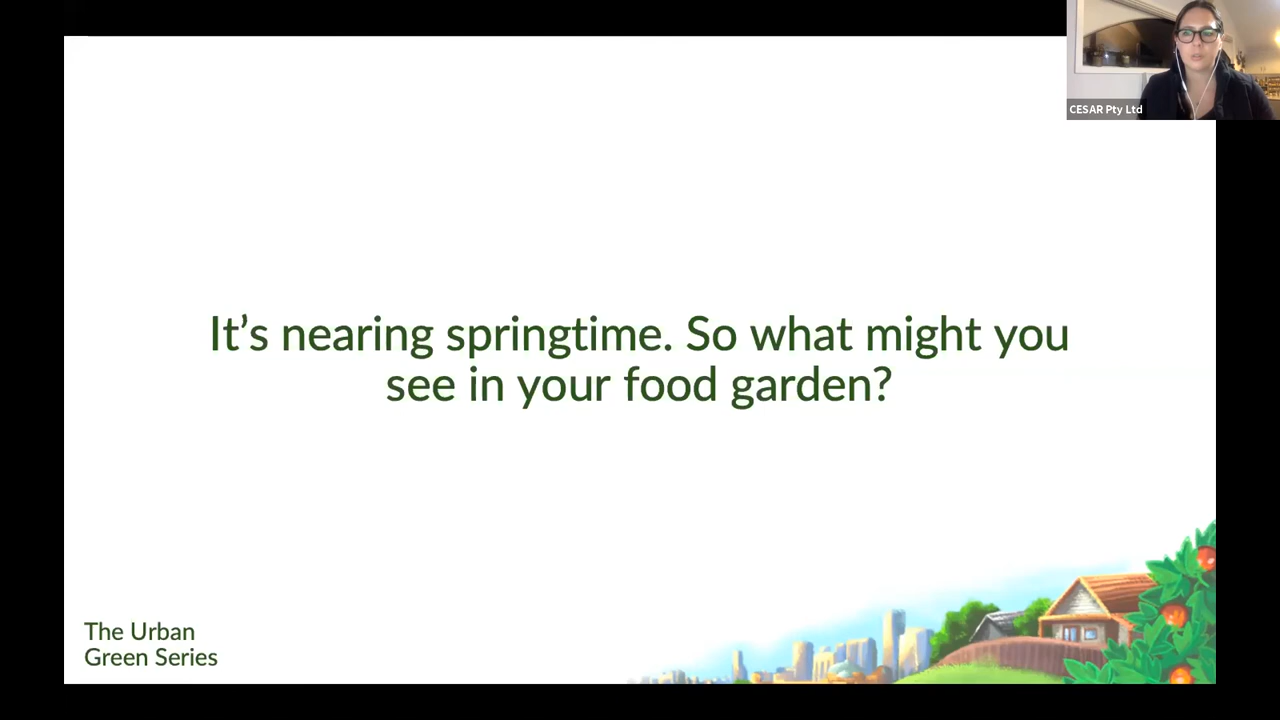 CESAR Pty Ltd
It's nearing springtime. So what might you
see in your food garden?
The Urban
Green Series